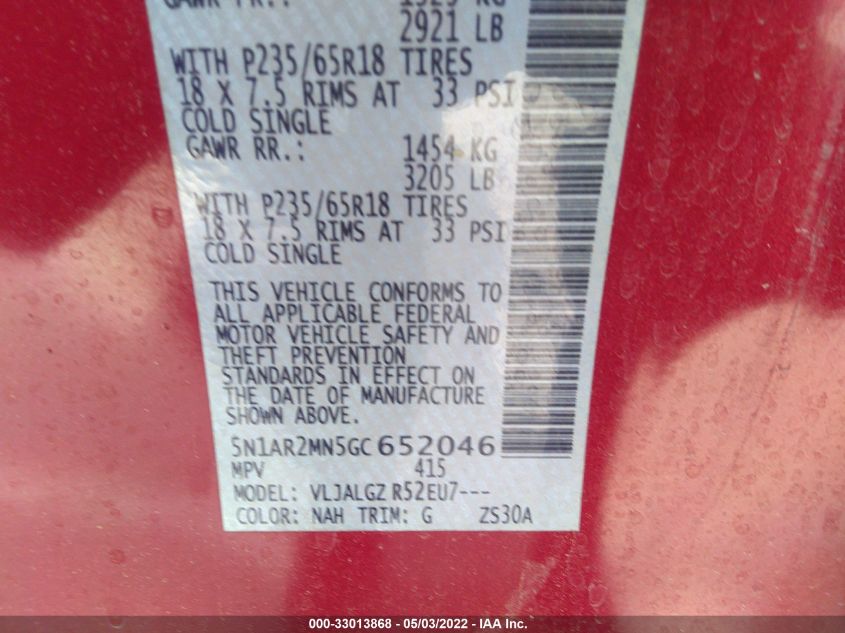 GAWR FR.:
2921 LB
WITH P235/65R18 TIRES
18 X 7.5 RIMS AT 33 PSI
COLD SINGLE
GAWR RR.: 1454 KG
3205 LB
WITH P235/65R18 TIRES
18 X 7.5 RIMS AT 33 PSI
COLD SINGLE
THIS VEHICLE CONFORMS TO
ALL APPLICABLE FEDERAL
MOTOR VEHICLE SAFETY AND
THEFT PREVENTION
STANDARDS IN EFFECT ON
THE DATE OF MANUFACTURE
SHOWN ABOVE.
5N1AR2MN5GC652046
MPV 415
MODEL: VLJALGZ R52EU7---
COLOR: NAH TRIM: G ZS30A
000-33013868 - 05/03/2022 - IAA Inc.